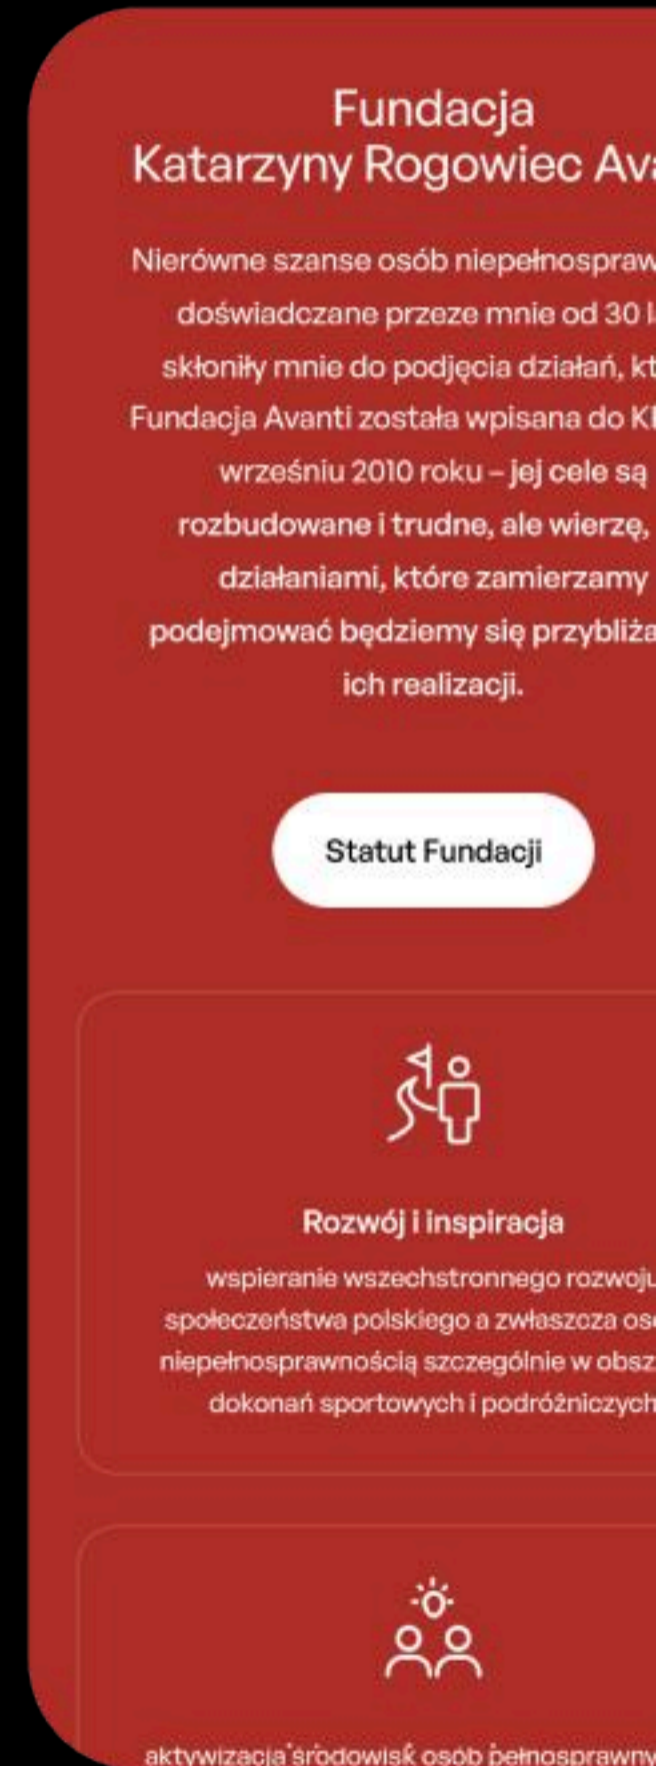 Fundacja
Katarzyny Rogowiec
Nierówne szanse osób
doświadczane przeze mnie od 30
skłoniły mnie do podjęcia działań,
Fundacja Avanti została wpisana do
wrześniu 2010 roku – jej cele są
rozbudowane i trudne, ale wierzę,
działaniami, które zamierzamy
podejmować będziemy się
ich realizacji.
Statut Fundacji
Rozwój i inspiracja
wspieranie wszechstronnego rozwoju
społeczeństwa polskiego a zwłaszcza
niepełnosprawnością szczególnie w
dokonań sportowych i podróżniczych
aktywizacja środowisk osób